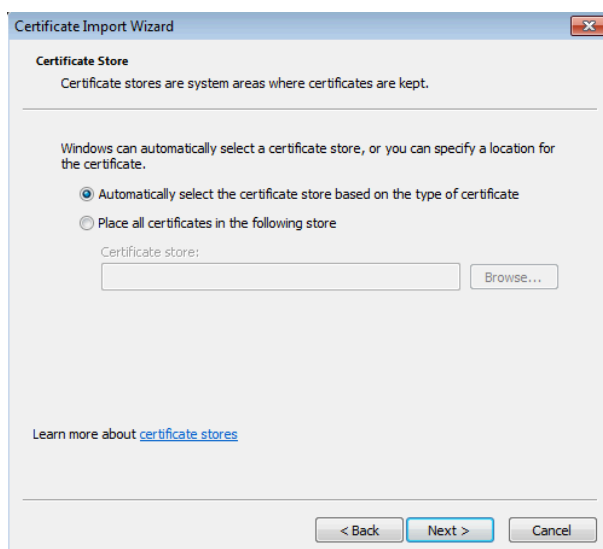 Certificate Import Wizard
Certificate Store
Certificate stores are system areas where certificates are kept.
Windows can automatically select a certificate store, or you can specify a location for
the certificate.
Automatically select the certificate store based on the type of certificate
Place all certificates in the following store
Certificate store:
Browse...
Learn more about certificate stores
< Back Next > Cancel